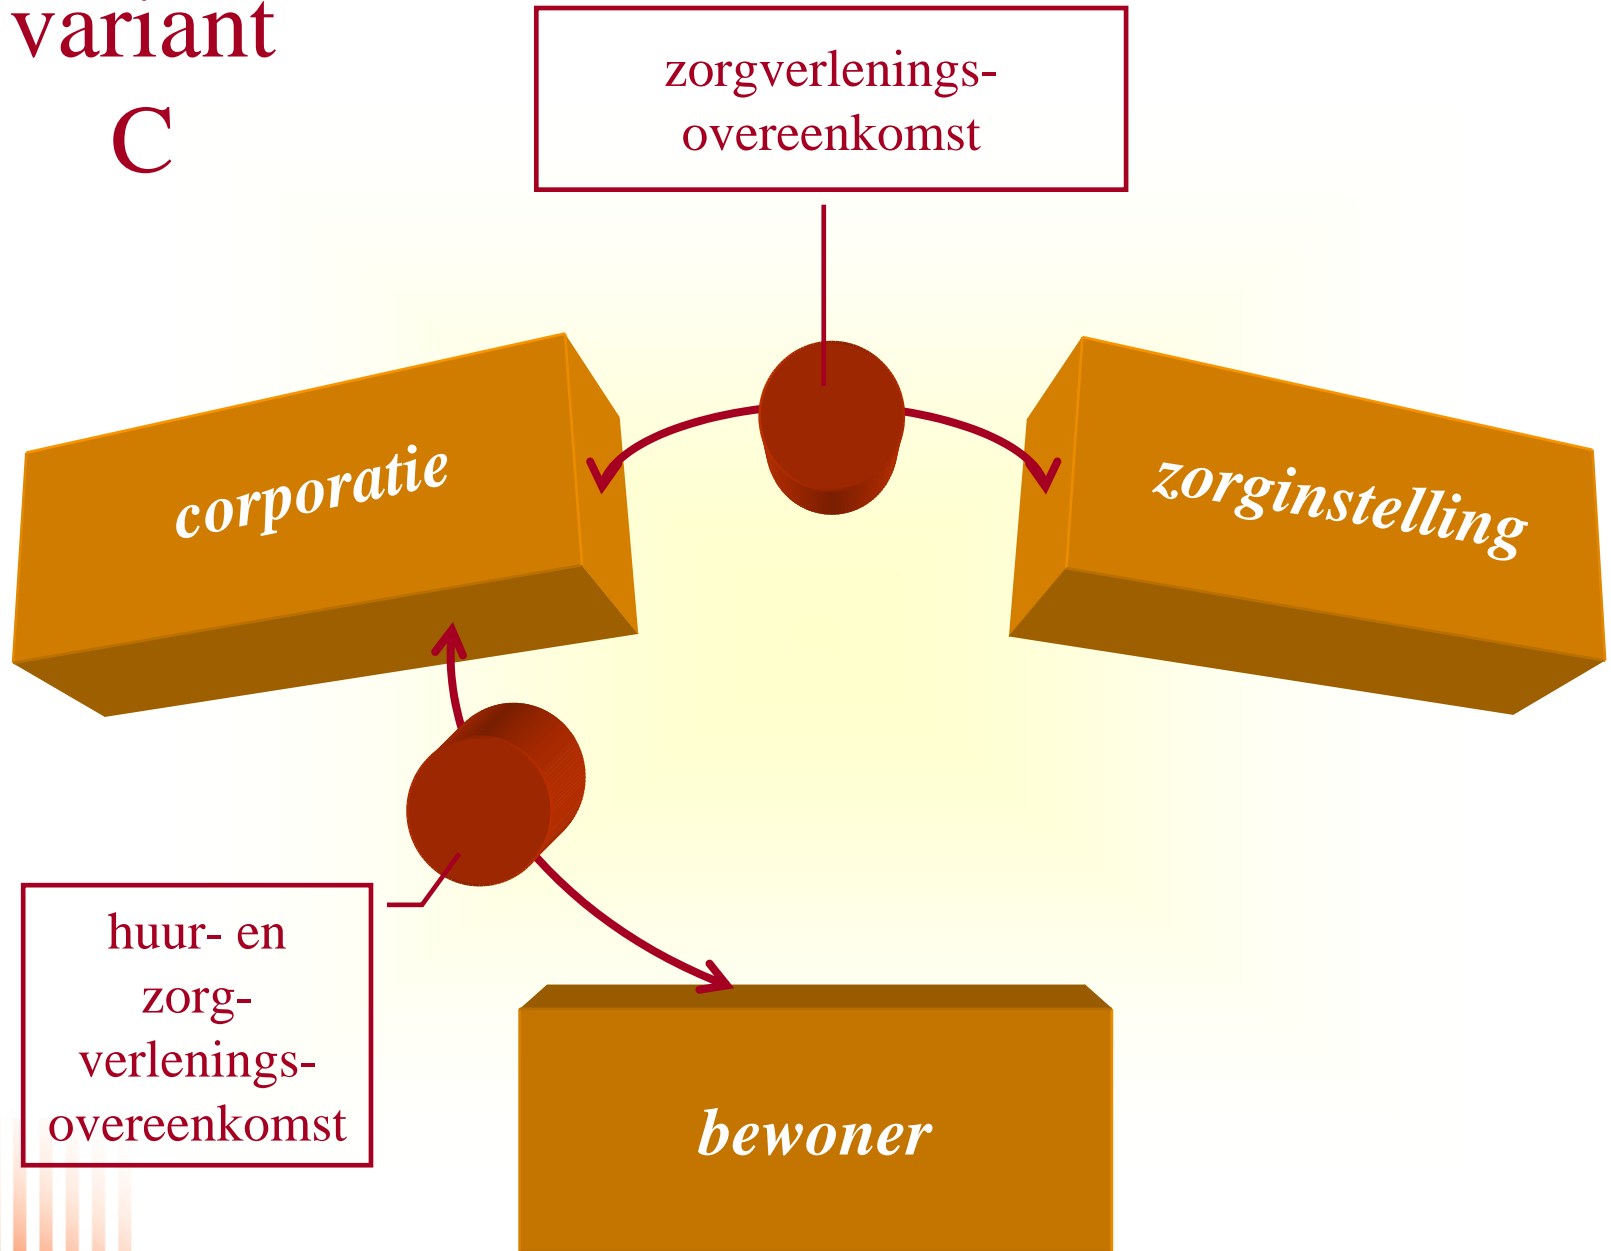 variant
C
zorgverlenings-
overeenkomst
corporatie
zorginstelling
huur- en
zorg-
verlenings-
overeenkomst
bewoner